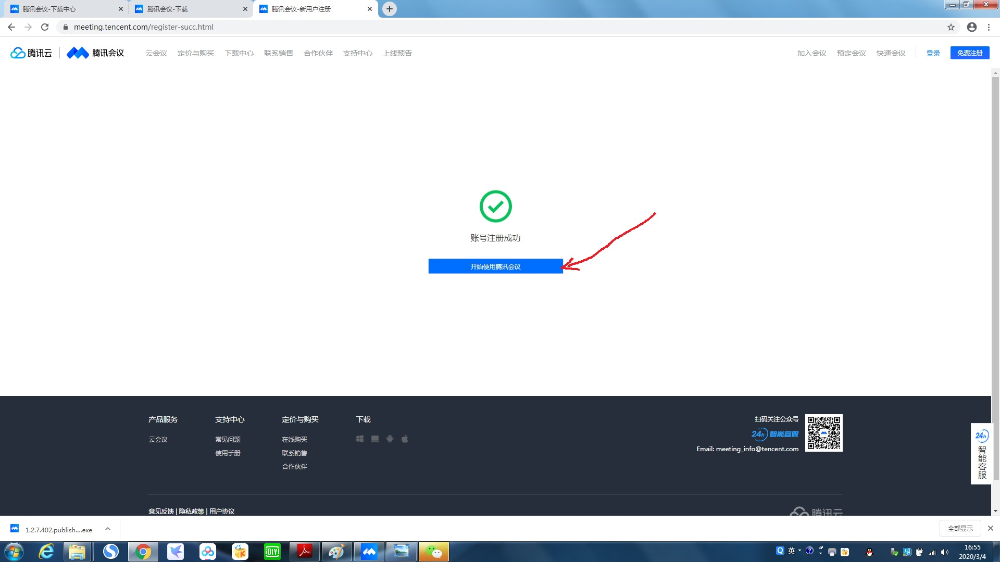 腾讯会议-下载中心
腾讯会议-下载
腾讯会议-新用户注册
meeting.tencent.com/register-succ.html
腾讯云
腾讯会议
云会议 定价与购买 下载中心 联系销售 合作伙伴 支持中心 上线预告
加入会议 预定会议 快速会议 登录 免费注册
账号注册成功
开始使用腾讯会议
产品服务
云会议
支持中心
常见问题
使用手册
定价与购买
在线购买
联系销售
合作伙伴
下载
扫码关注公众号
24h 智能客服
Email: meeting_info@tencent.com
24h
智能客服
意见反馈 | 隐私政策 | 用户协议
腾讯云
1.2.7.402.publish....exe
全部显示
iQIYI
英
16:55
2020/3/4